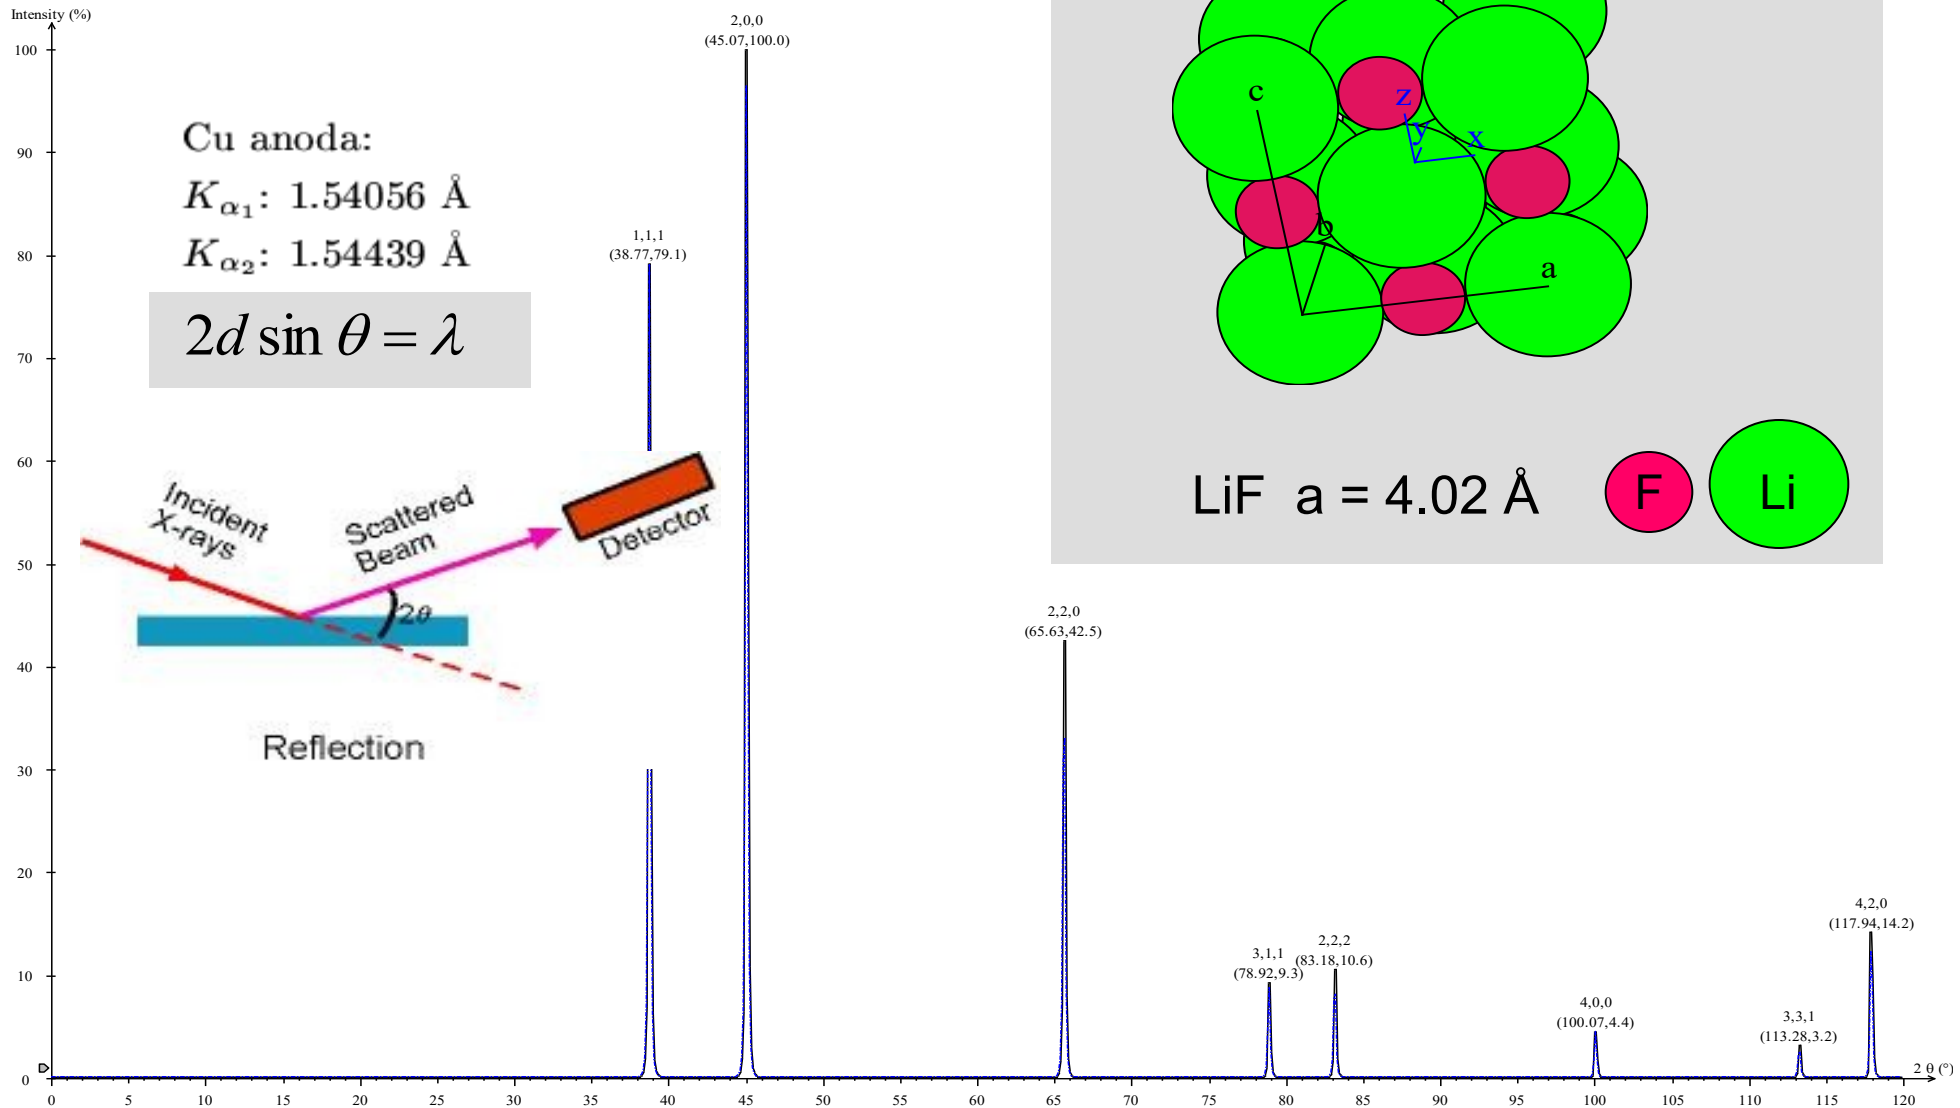 Intensity (%)
100
90
80
70
60
50
40
30
20
10
0
0 5 10 15 20 25 30 35 40 45 50 55 60 65 70 75 80 85 90 95 100 105 110 115 120
2 θ (°)
Cu anoda:
Kα1: 1.54056 Å
Kα2: 1.54439 Å
2d sin θ = λ
1,1,1
(38.77,79.1)
2,0,0
(45.07,100.0)
2,2,0
(65.63,42.5)
3,1,1
(78.92,9.3)
2,2,2
(83.18,10.6)
4,0,0
(100.07,4.4)
3,3,1
(113.28,3.2)
4,2,0
(117.94,14.2)
Incident
X-rays
Scattered
Beam
Detector
2θ
Reflection
c
z
y
x
b
a
LiF a = 4.02 Å
F
Li